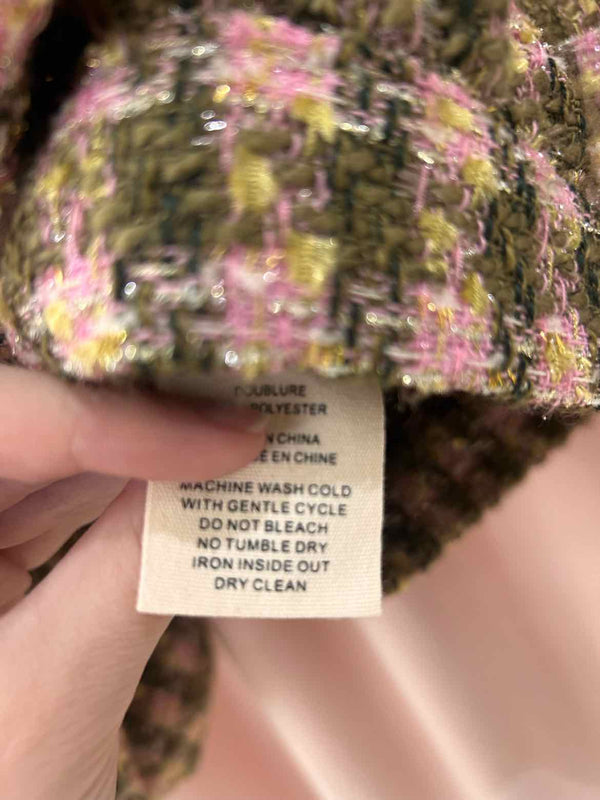 DOUBLURE
POLYESTER
N CHINA
E EN CHINE
MACHINE WASH COLD
WITH GENTLE CYCLE
DO NOT BLEACH
NO TUMBLE DRY
IRON INSIDE OUT
DRY CLEAN